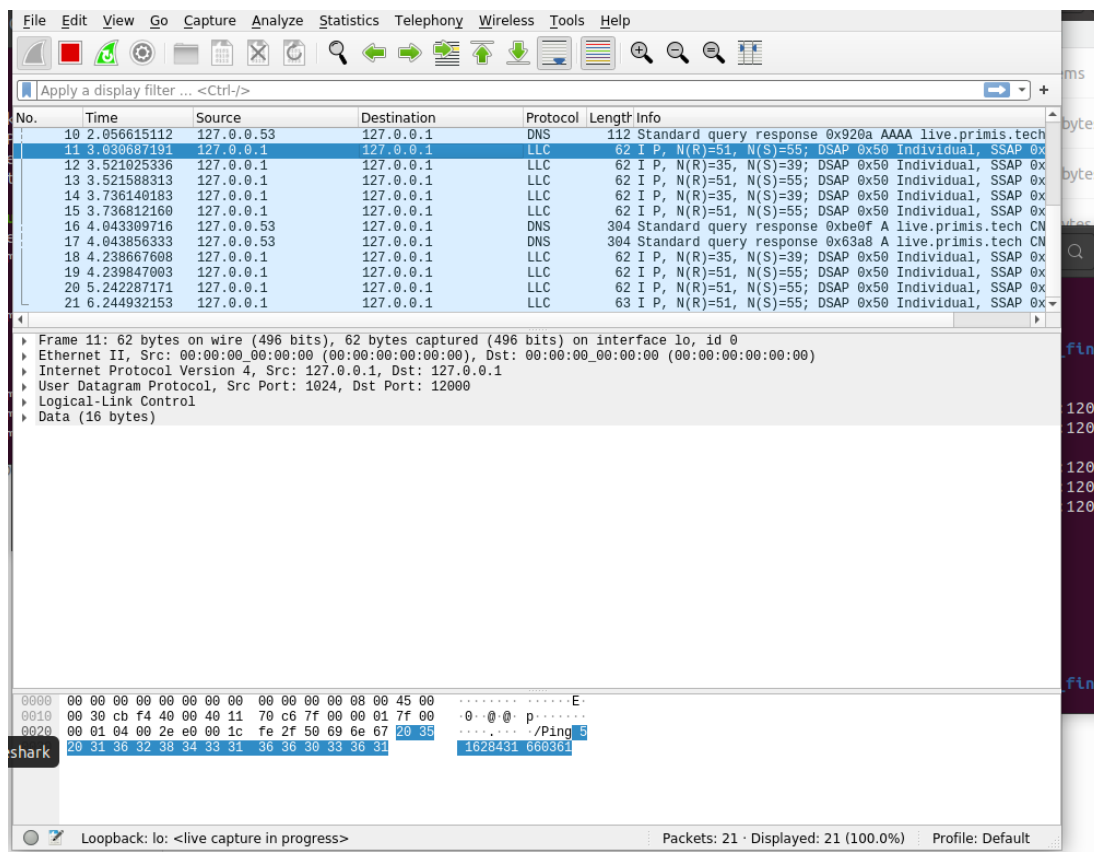 File Edit View Go Capture Analyze Statistics Telephony Wireless Tools Help
Apply a display filter ... <Ctrl-/>
No. Time Source Destination Protocol Length Info
10 2.056615112 127.0.0.53 127.0.0.1 DNS 112 Standard query response 0x920a AAAA live.primis.tech
11 3.030687191 127.0.0.1 127.0.0.1 LLC 62 I P, N(R)=51, N(S)=55; DSAP 0x50 Individual, SSAP 0x
12 3.521025336 127.0.0.1 127.0.0.1 LLC 62 I P, N(R)=35, N(S)=39; DSAP 0x50 Individual, SSAP 0x
13 3.521588313 127.0.0.1 127.0.0.1 LLC 62 I P, N(R)=51, N(S)=55; DSAP 0x50 Individual, SSAP 0x
14 3.736140183 127.0.0.1 127.0.0.1 LLC 62 I P, N(R)=35, N(S)=39; DSAP 0x50 Individual, SSAP 0x
15 3.736812160 127.0.0.1 127.0.0.1 LLC 62 I P, N(R)=51, N(S)=55; DSAP 0x50 Individual, SSAP 0x
16 4.043309716 127.0.0.53 127.0.0.1 DNS 304 Standard query response 0xbe0f A live.primis.tech CN
17 4.043856333 127.0.0.53 127.0.0.1 DNS 304 Standard query response 0x63a8 A live.primis.tech CN
18 4.238667608 127.0.0.1 127.0.0.1 LLC 62 I P, N(R)=35, N(S)=39; DSAP 0x50 Individual, SSAP 0x
19 4.239847003 127.0.0.1 127.0.0.1 LLC 62 I P, N(R)=51, N(S)=55; DSAP 0x50 Individual, SSAP 0x
20 5.242287171 127.0.0.1 127.0.0.1 LLC 62 I P, N(R)=51, N(S)=55; DSAP 0x50 Individual, SSAP 0x
21 6.244932153 127.0.0.1 127.0.0.1 LLC 63 I P, N(R)=51, N(S)=55; DSAP 0x50 Individual, SSAP 0x
Frame 11: 62 bytes on wire (496 bits), 62 bytes captured (496 bits) on interface lo, id 0
Ethernet II, Src: 00:00:00_00:00:00 (00:00:00:00:00:00), Dst: 00:00:00_00:00:00 (00:00:00:00:00:00)
Internet Protocol Version 4, Src: 127.0.0.1, Dst: 127.0.0.1
User Datagram Protocol, Src Port: 1024, Dst Port: 12000
Logical-Link Control
Data (16 bytes)
0000 00 00 00 00 00 00 00 00 00 00 00 00 08 00 45 00 ········ ······E·
0010 00 30 cb f4 40 00 40 11 70 c6 7f 00 00 01 7f 00 ·0··@·@· p·······
0020 00 01 04 00 2e e0 00 1c fe 2f 50 69 6e 67 20 35 ····.··· ·/Ping 5
20 31 36 32 38 34 33 31 36 36 30 33 36 31 1628431 660361
shark
Loopback: lo: <live capture in progress> Packets: 21 · Displayed: 21 (100.0%) Profile: Default
ms
byte
byte
_fin
120
120
120
120
120
_fin